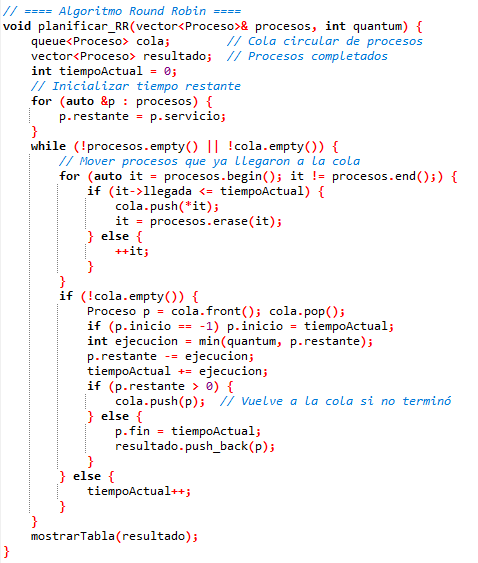 // ==== Algoritmo Round Robin ====
void planificar_RR(vector<Proceso>& procesos, int quantum) {
    queue<Proceso> cola;        // Cola circular de procesos
    vector<Proceso> resultado;  // Procesos completados
    int tiempoActual = 0;
    // Inicializar tiempo restante
    for (auto &p : procesos) {
        p.restante = p.servicio;
    }
    while (!procesos.empty() || !cola.empty()) {
        // Mover procesos que ya llegaron a la cola
        for (auto it = procesos.begin(); it != procesos.end();) {
            if (it->llegada <= tiempoActual) {
                cola.push(*it);
                it = procesos.erase(it);
            } else {
                ++it;
            }
        }
        if (!cola.empty()) {
            Proceso p = cola.front(); cola.pop();
            if (p.inicio == -1) p.inicio = tiempoActual;
            int ejecucion = min(quantum, p.restante);
            p.restante -= ejecucion;
            tiempoActual += ejecucion;
            if (p.restante > 0) {
                cola.push(p);  // Vuelve a la cola si no terminó
            } else {
                p.fin = tiempoActual;
                resultado.push_back(p);
            }
        } else {
            tiempoActual++;
        }
    }
    mostrarTabla(resultado);
}